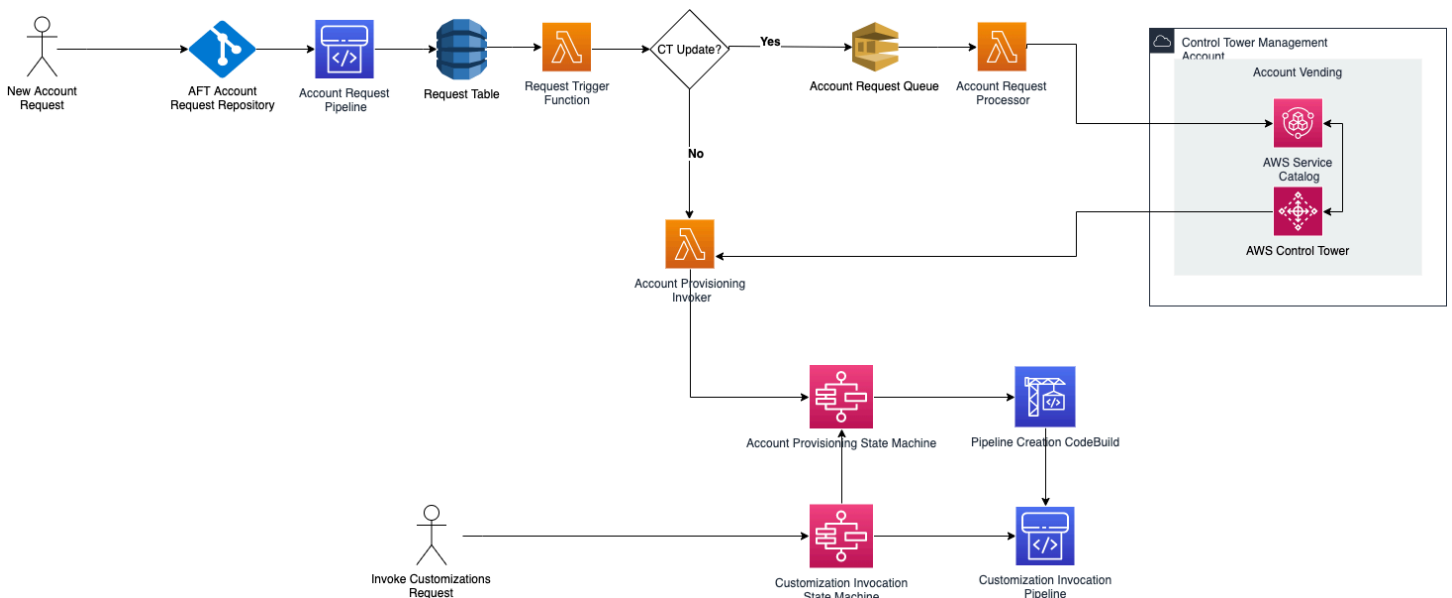 New Account
Request
AFT Account
Request Repository
Account Request
Pipeline
Request Table
Request Trigger
Function
CT Update?
Yes
Account Request Queue
Account Request
Processor
Control Tower Management
Account
Account Vending
AWS Service
Catalog
AWS Control Tower
No
Account Provisioning
Invoker
Account Provisioning State Machine
Pipeline Creation CodeBuild
Invoke Customizations
Request
Customization Invocation
State Machine
Customization Invocation
Pipeline